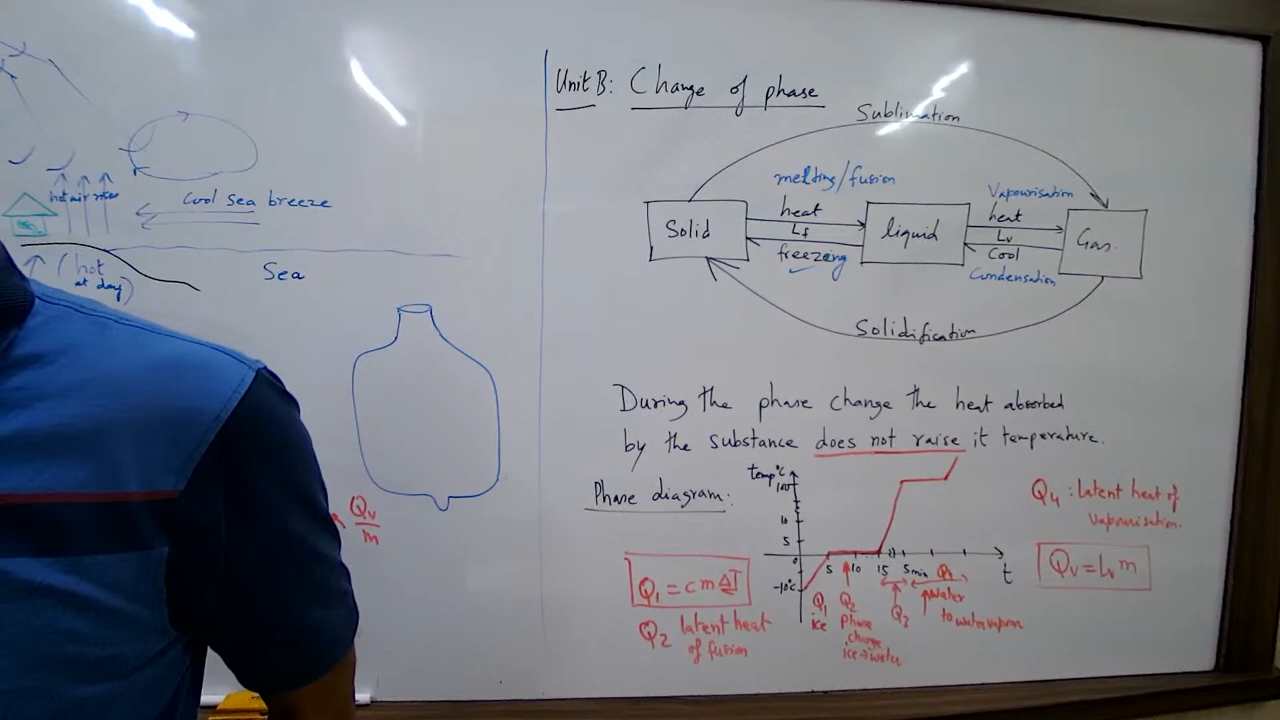 hot air rises
Cool sea breeze
(hot
at day)
Sea
Qv
m
Unit B: Change of phase
Sublimation
melting/fusion
Vapourisation
Solid
heat
Lf
freezing
liquid
heat
Lv
Cool
Condensation
Gas.
Solidification
During the phase change the heat absorbed
by the substance does not raise it temperature.
Phase diagram:
temp°C
100
10
5
0
-10°C
5
10
15
5min
t
Q1 = cmΔT
Q2 latent heat
of fusion
Q1
ice
Q2
Phase
change
ice→water
Q3
Q4
water
to water vapour
Q4: latent heat of
vapourisation.
Qv = Lv m